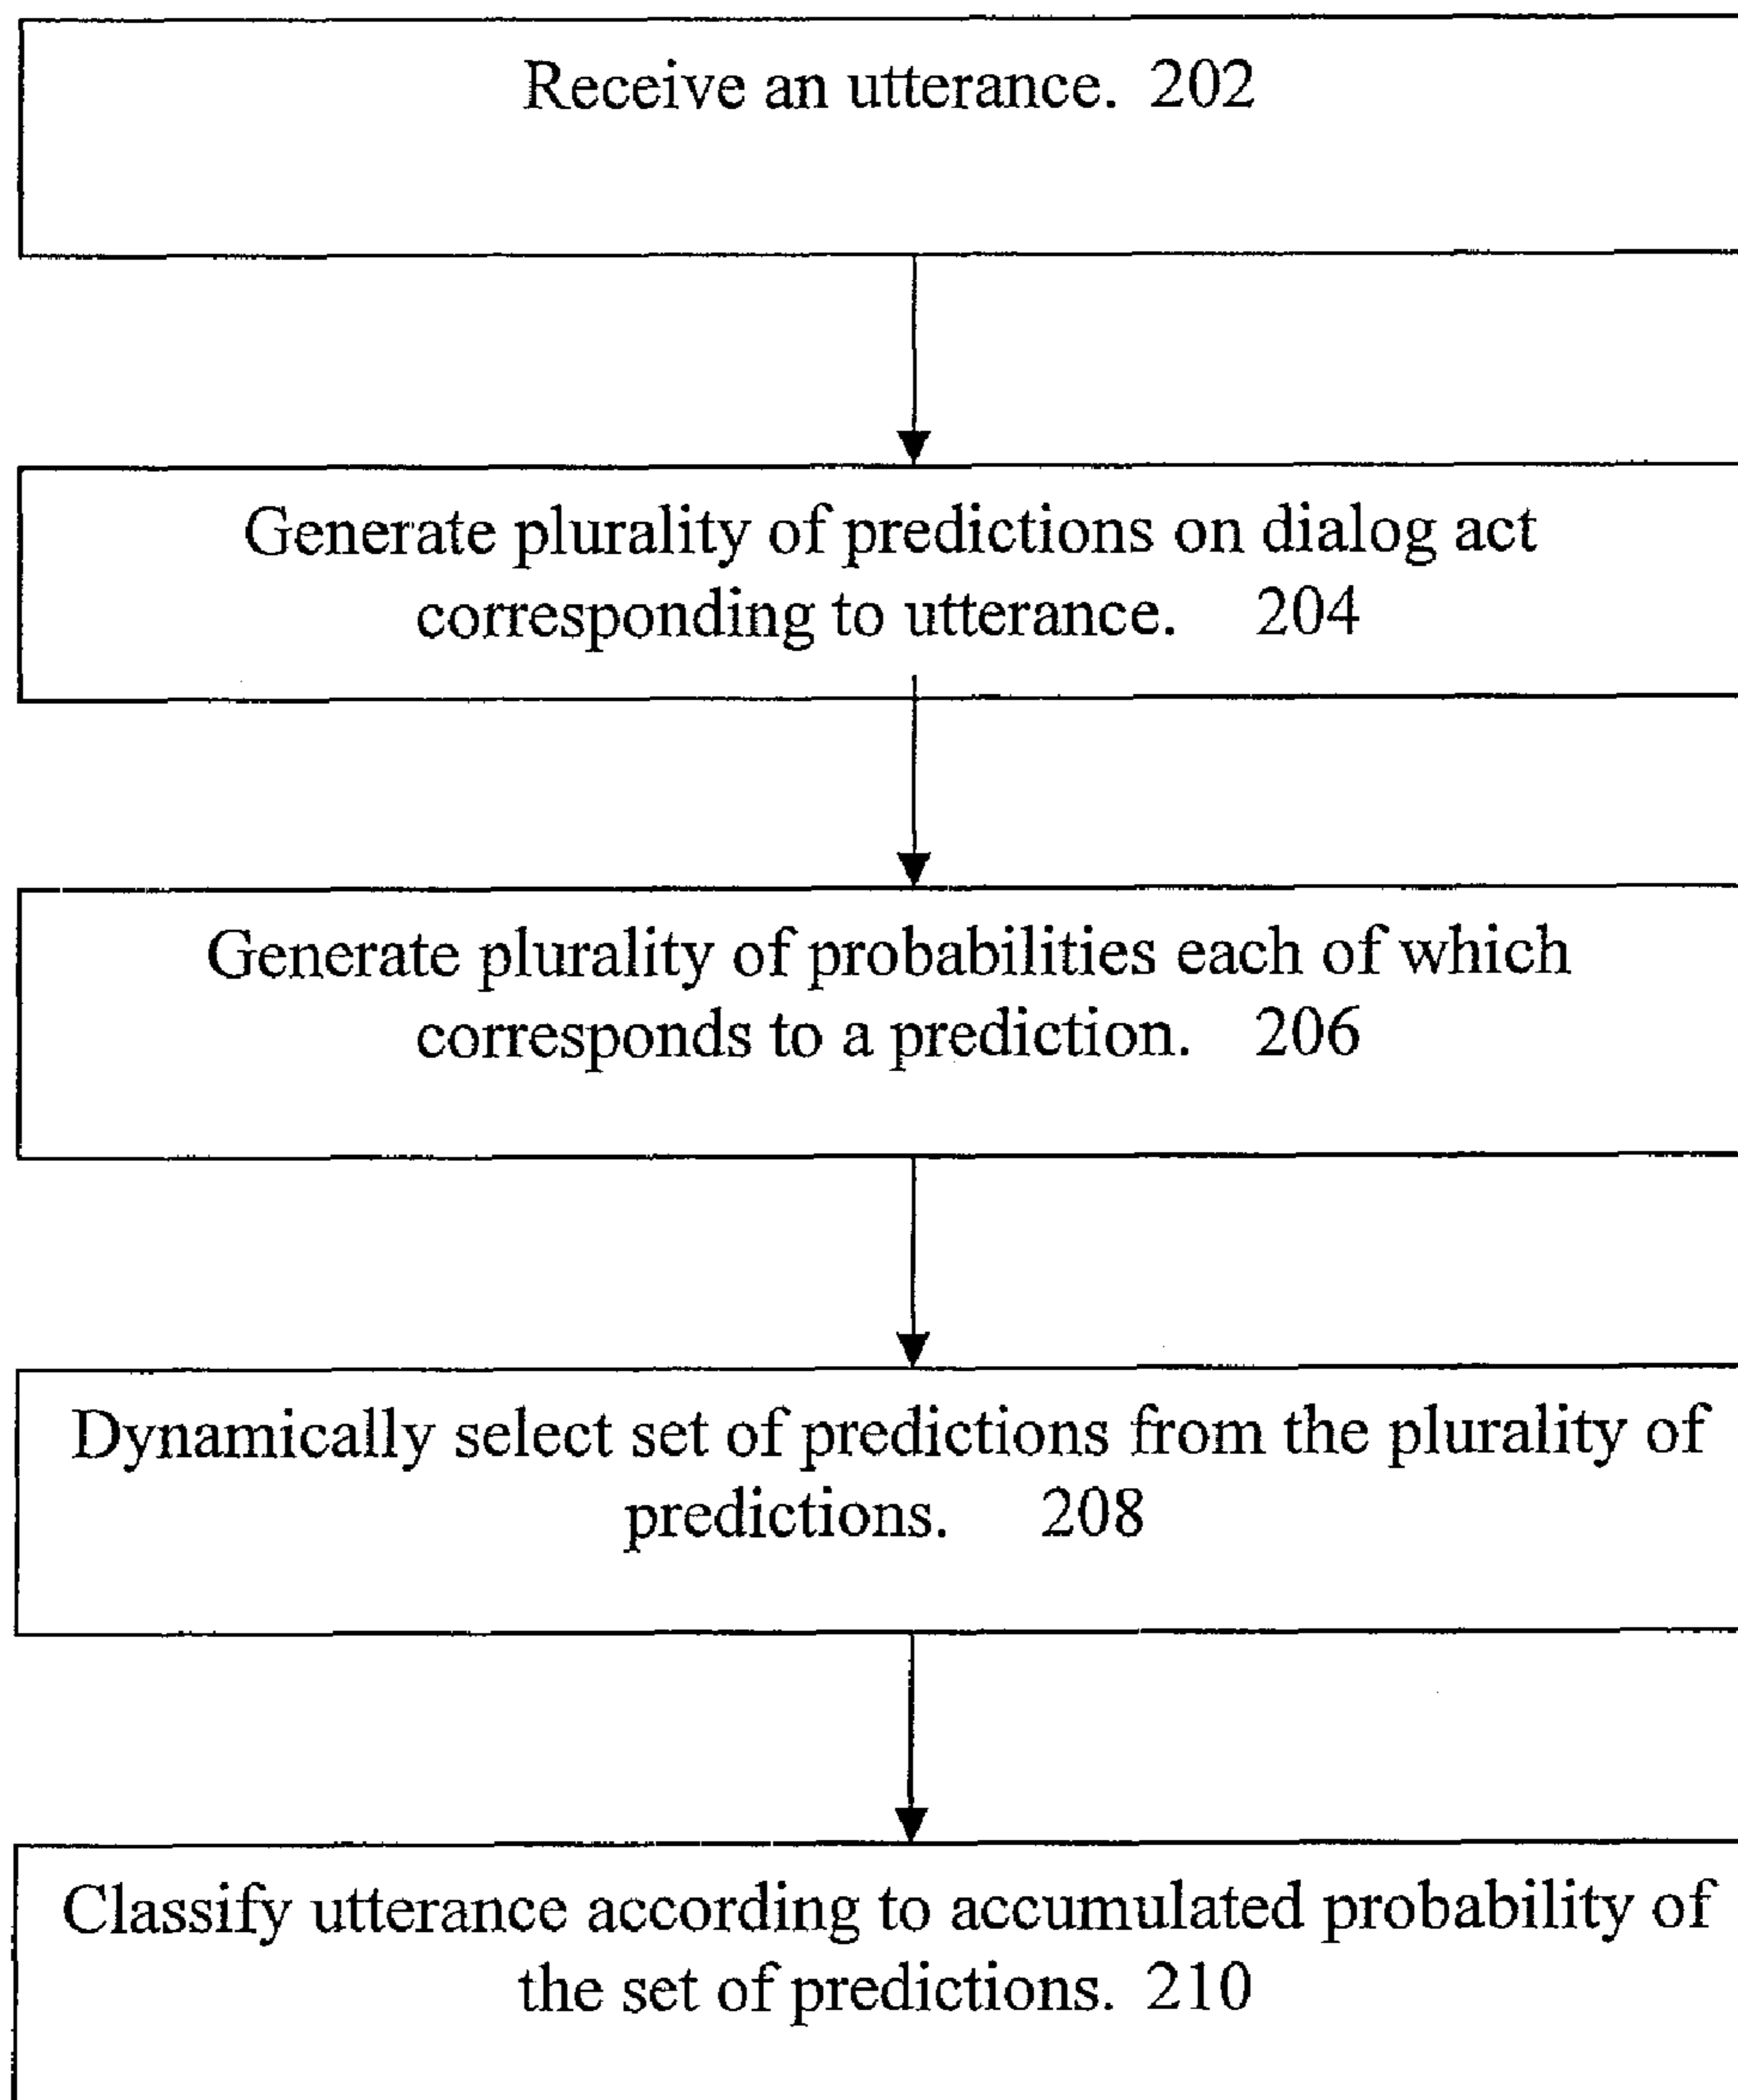 Receive an utterance. 202
Generate plurality of predictions on dialog act
corresponding to utterance. 204
Generate plurality of probabilities each of which
corresponds to a prediction. 206
Dynamically select set of predictions from the plurality of
predictions. 208
Classify utterance according to accumulated probability of
the set of predictions. 210